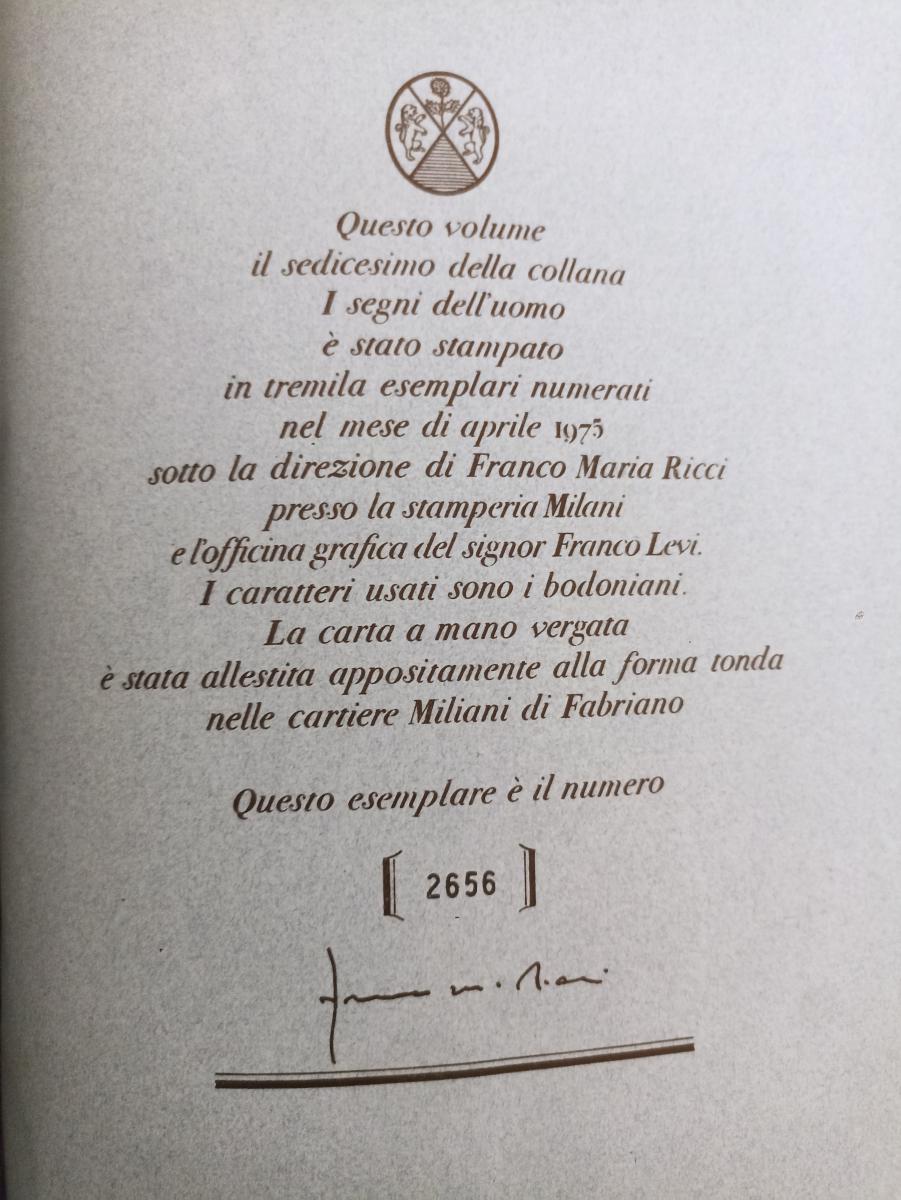 Questo volume
il sedicesimo della collana
I segni dell'uomo
è stato stampato
in tremila esemplari numerati
nel mese di aprile 1975
sotto la direzione di Franco Maria Ricci
presso la stamperia Milani
e l'officina grafica del signor Franco Levi.
I caratteri usati sono i bodoniani.
La carta a mano vergata
è stata allestita appositamente alla forma tonda
nelle cartiere Miliani di Fabriano
Questo esemplare è il numero
[ 2656 ]
franco m. Ricci